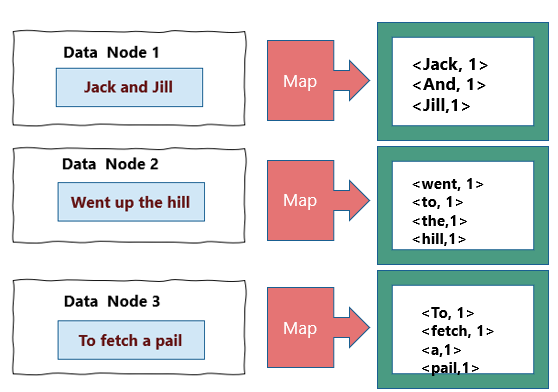 Data Node 1
Jack and Jill
Map
<Jack, 1>
<And, 1>
<Jill,1>
Data Node 2
Went up the hill
Map
<went, 1>
<to, 1>
<the,1>
<hill,1>
Data Node 3
To fetch a pail
Map
<To, 1>
<fetch, 1>
<a,1>
<pail,1>